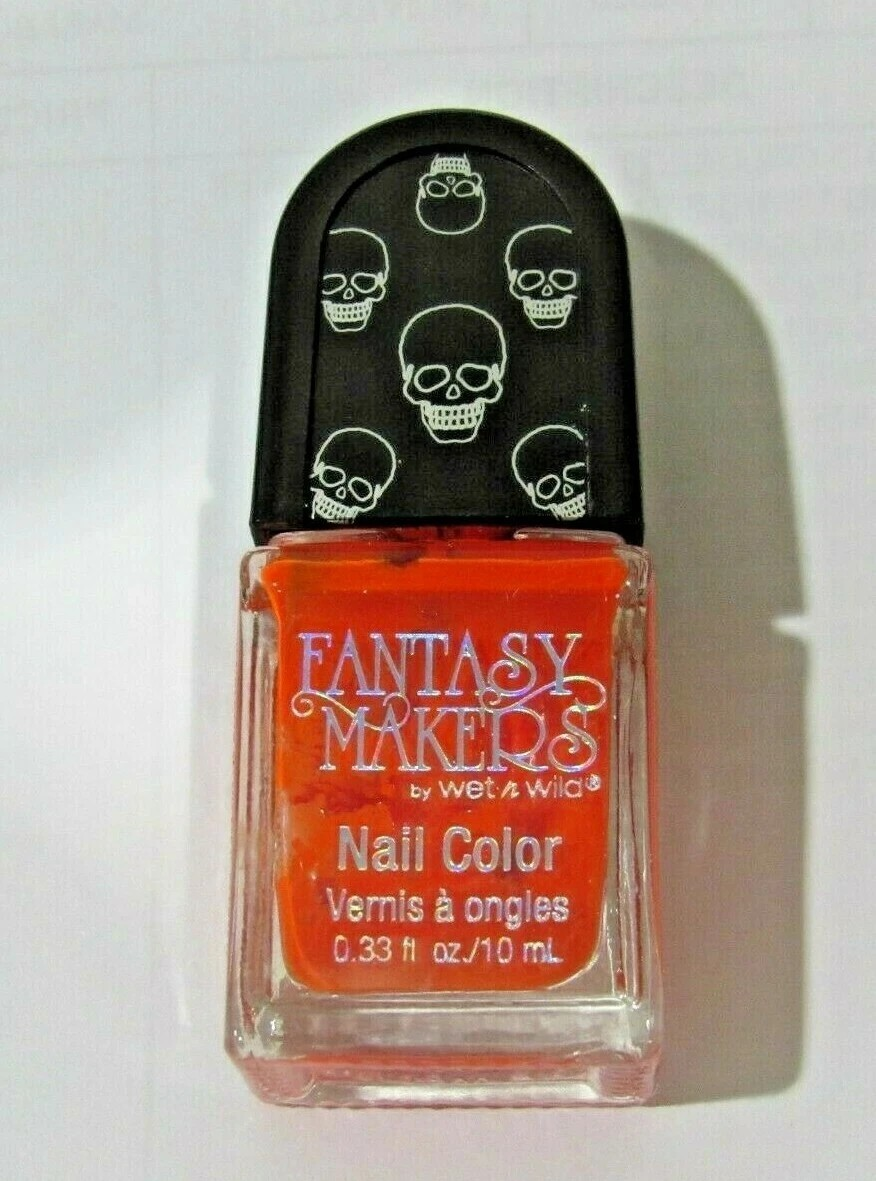 FANTASY
MAKERS
by wet n wild®
Nail Color
Vernis à ongles
0.33 fl oz./10 mL